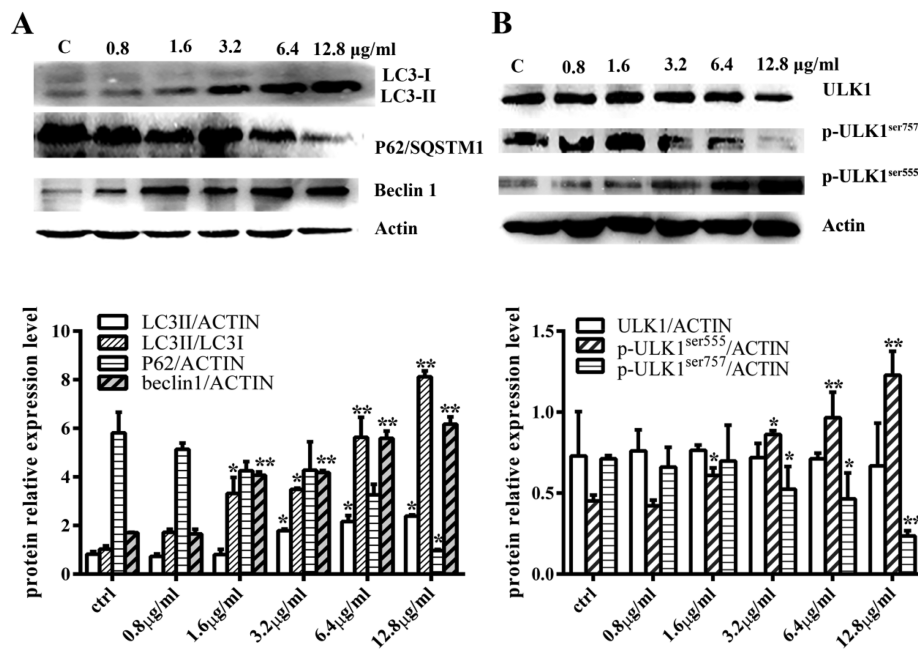 A
C 0.8 1.6 3.2 6.4 12.8 μg/ml
LC3-I
LC3-II
P62/SQSTM1
Beclin 1
Actin
protein relative expression level
10
8
6
4
2
0
LC3II/ACTIN
LC3II/LC3I
P62/ACTIN
beclin1/ACTIN
* ** * * * ** ** ** * **
ctrl 0.8μg/ml 1.6μg/ml 3.2μg/ml 6.4μg/ml 12.8μg/ml
B
C 0.8 1.6 3.2 6.4 12.8 μg/ml
ULK1
p-ULK1ser757
p-ULK1ser555
Actin
protein relative expression level
1.5
1.0
0.5
0.0
ULK1/ACTIN
p-ULK1ser555/ACTIN
p-ULK1ser757/ACTIN
* * * ** * ** **
ctrl 0.8μg/ml 1.6μg/ml 3.2μg/ml 6.4μg/ml 12.8μg/ml